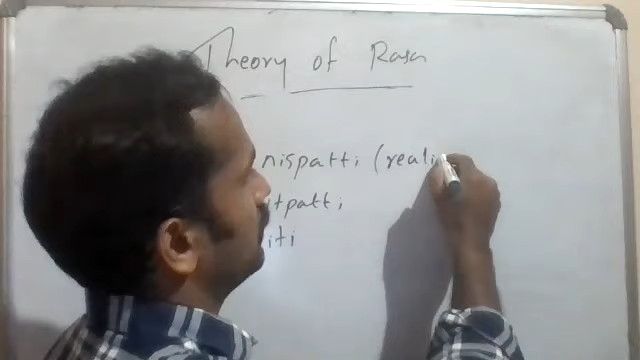 Theory of Rasa
nispatti (reali
tpatti
iti